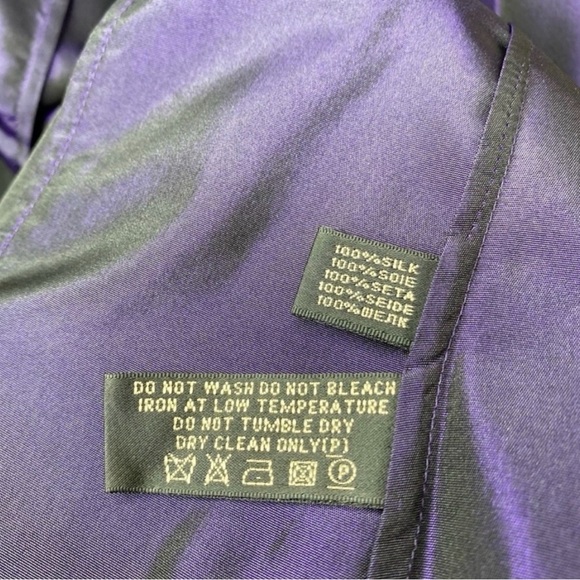 100%SILK
100%SOIE
100%SETA
100%SEIDE
100%ШЕЛК
DO NOT WASH DO NOT BLEACH
IRON AT LOW TEMPERATURE
DO NOT TUMBLE DRY
DRY CLEAN ONLY(P)
P